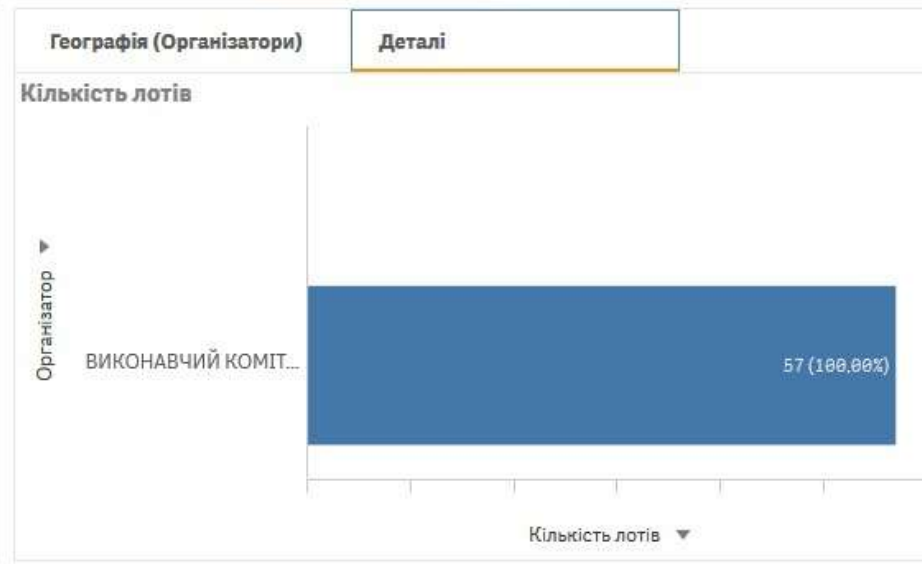 Географія (Організатори)
Деталі
Кількість лотів
Організатор
ВИКОНАВЧИЙ КОМІТ...
57 (100,00%)
Кількість лотів